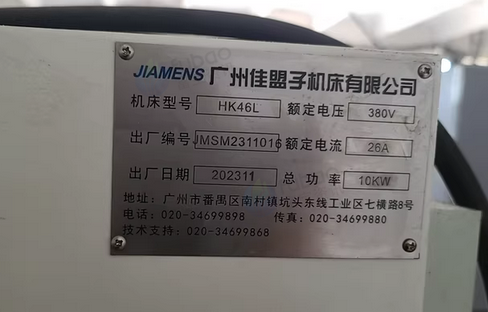 JIAMENS 广州佳盟子机床有限公司
机床型号 HK46L 额定电压 380V
出厂编号 JMSM2311016 额定电流 26A
出厂日期 202311 总功率 10KW
地址：广州市番禺区南村镇坑头东线工业区七横路8号
电话：020-34699898 传真：020-34699880
技术支持：020-34699868